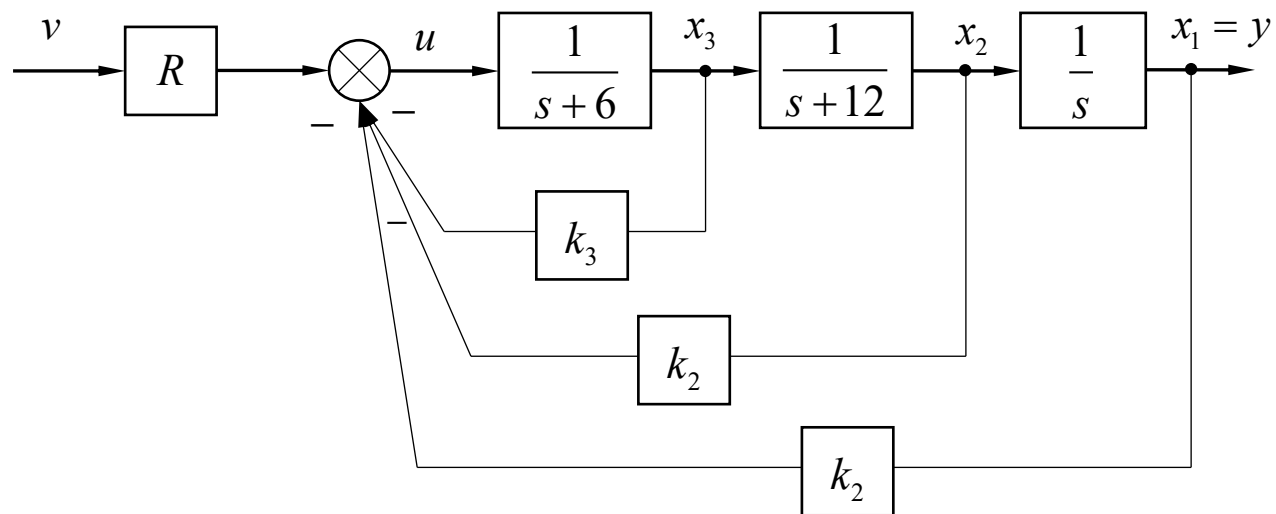 v
R
u
1
s + 6
x₃
1
s + 12
x₂
1
s
x₁ = y
−
−
−
k₃
k₂
k₂